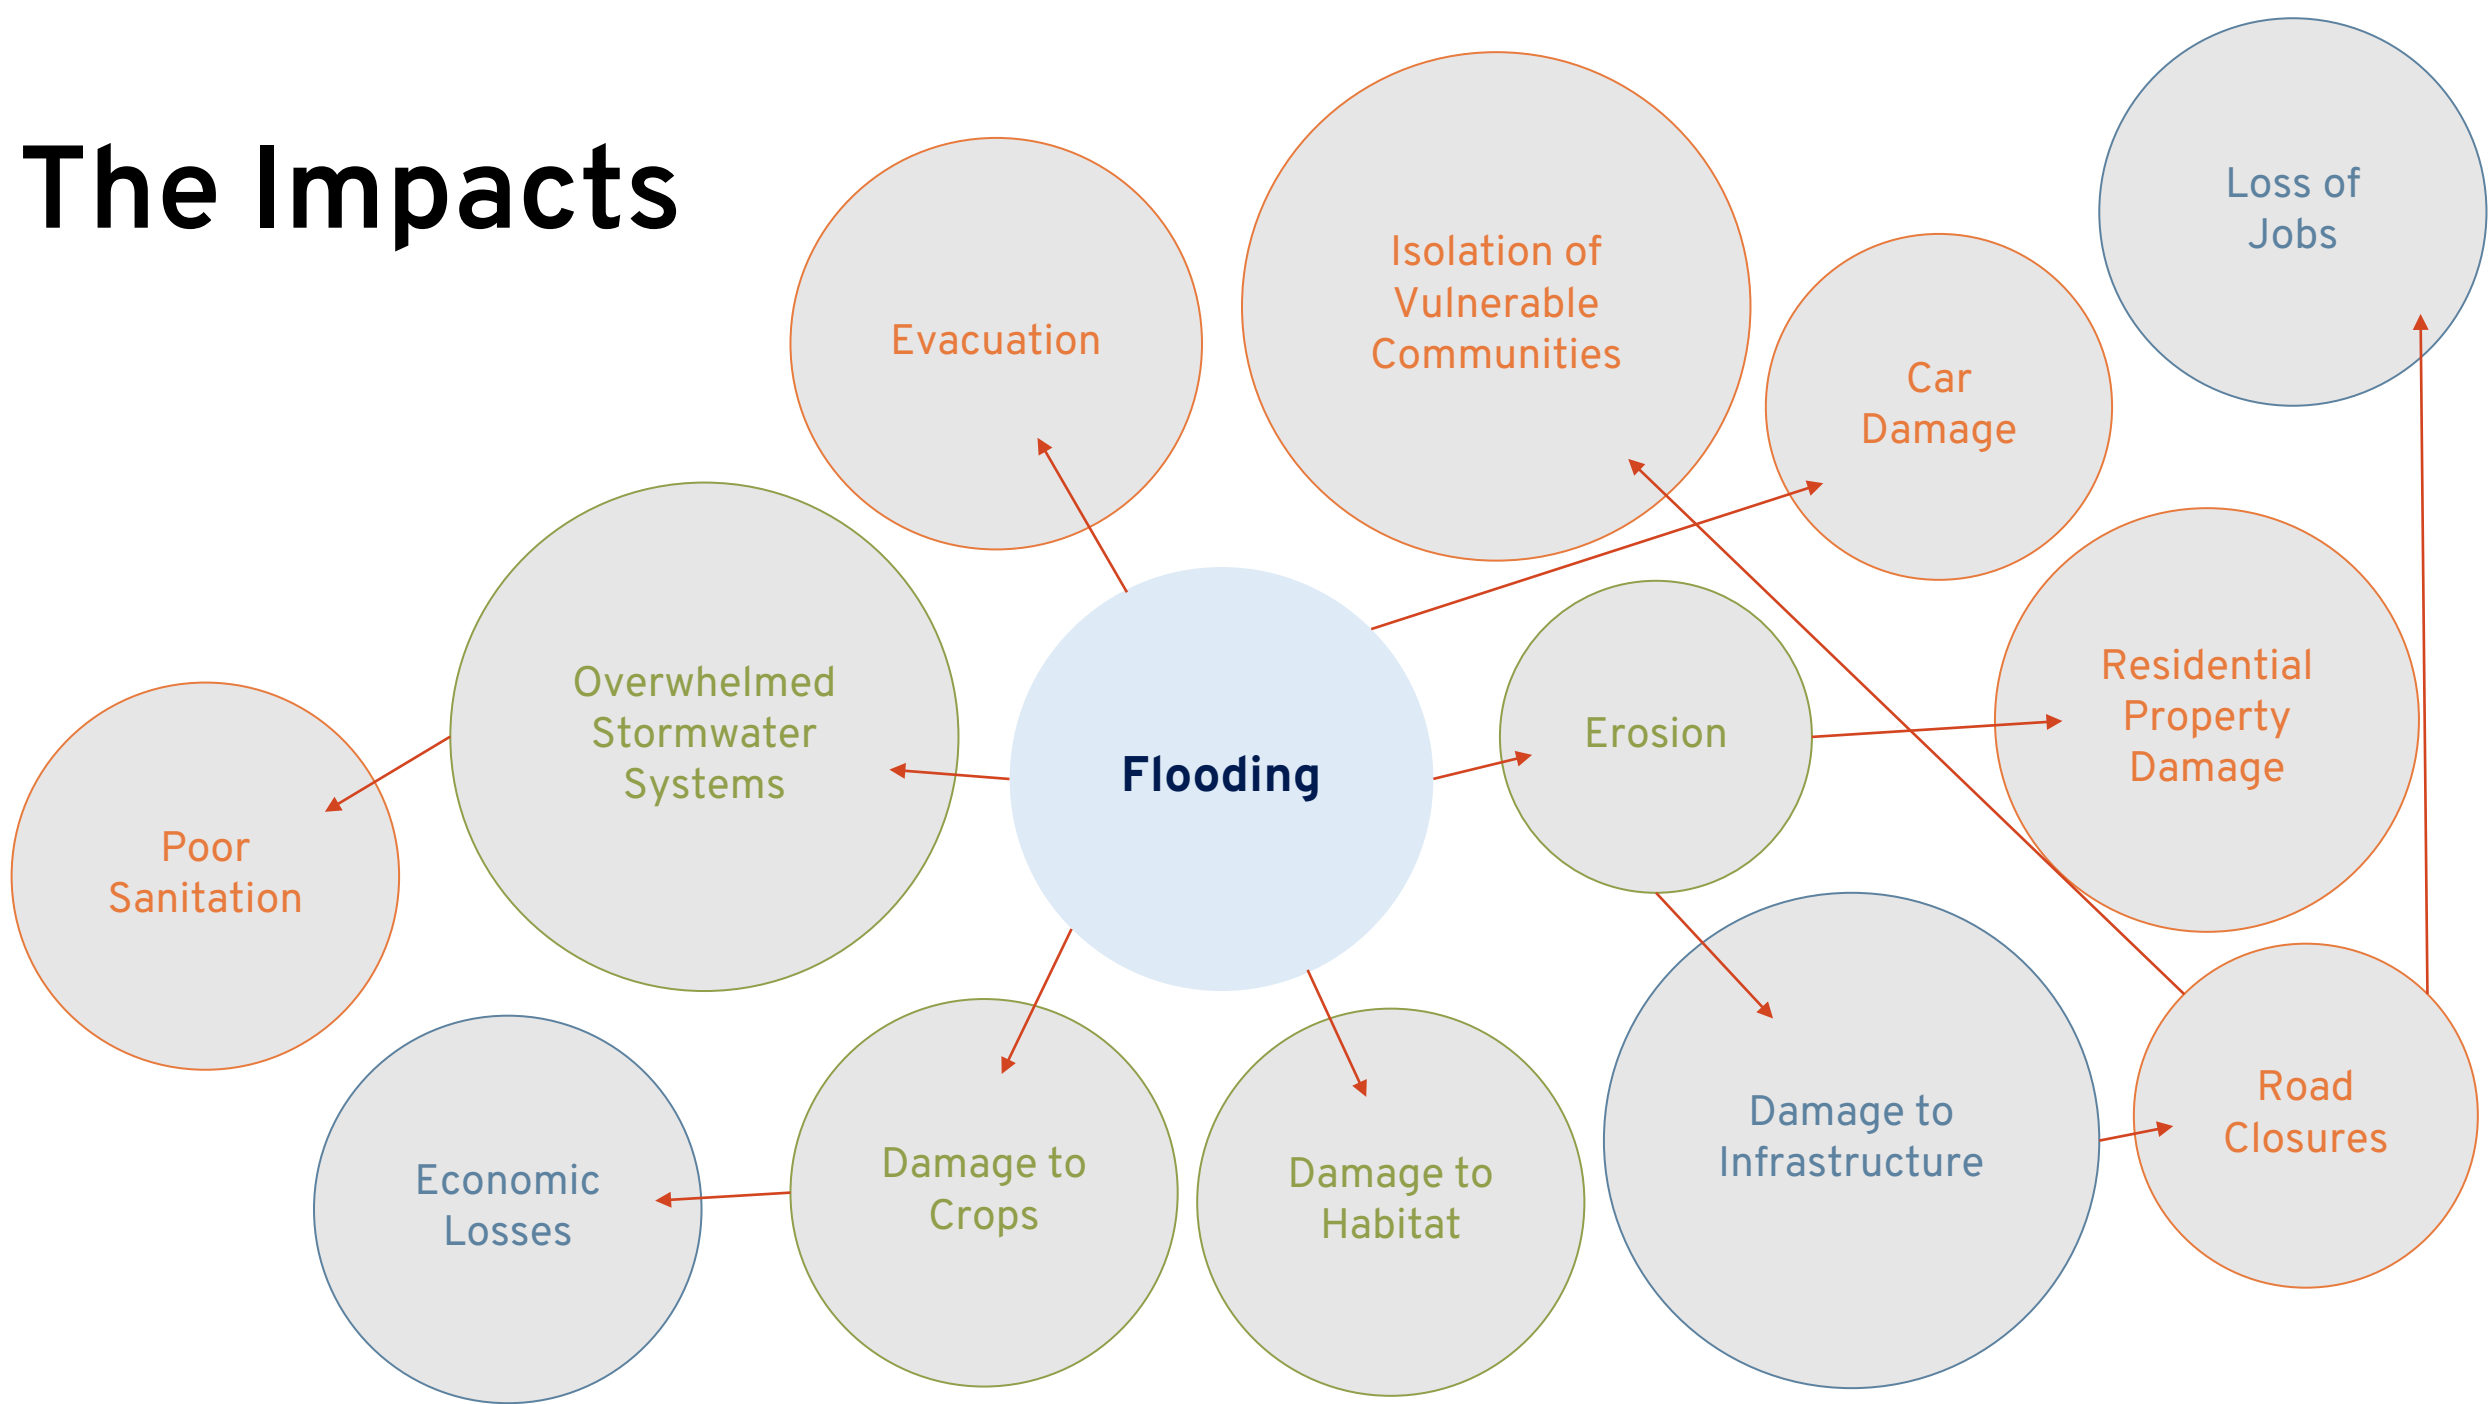 The Impacts
Loss of
Jobs
Isolation of
Vulnerable
Communities
Evacuation
Car
Damage
Residential
Property
Damage
Overwhelmed
Stormwater
Systems
Flooding
Erosion
Poor
Sanitation
Road
Closures
Damage to
Infrastructure
Damage to
Habitat
Damage to
Crops
Economic
Losses